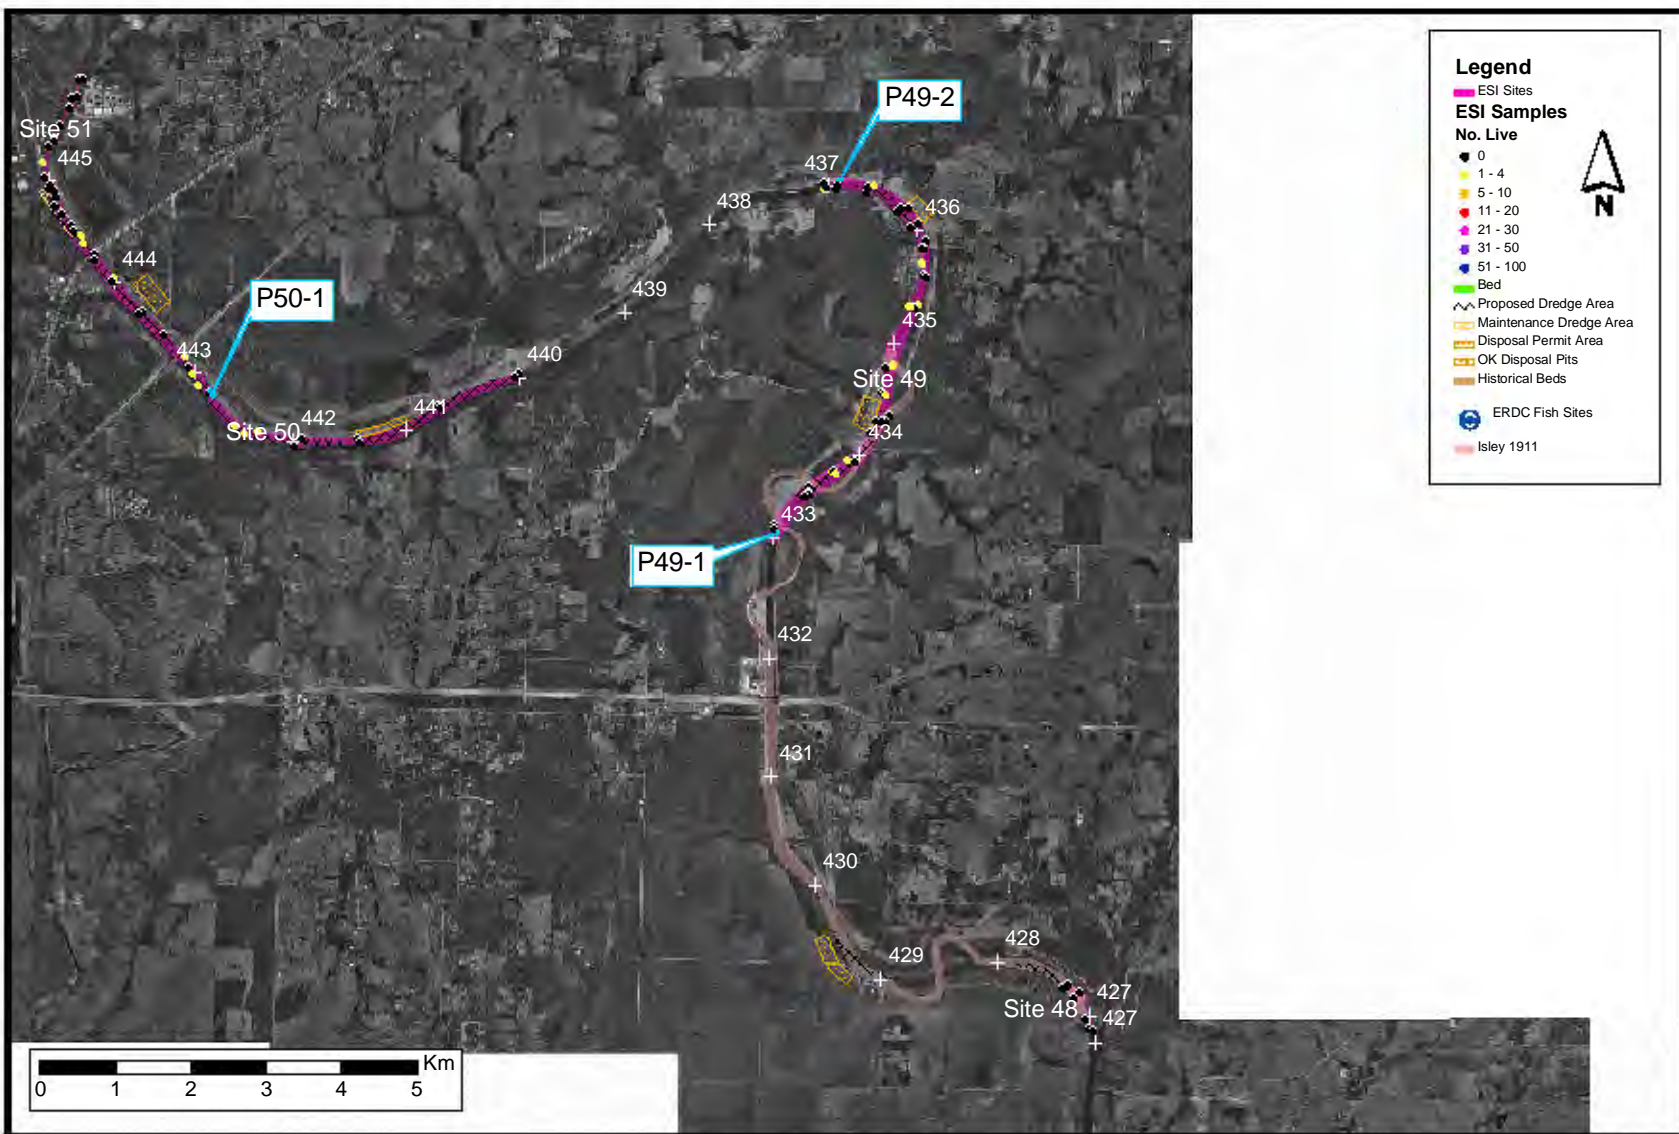 Legend
ESI Sites
ESI Samples
No. Live
0
1 - 4
5 - 10
11 - 20
21 - 30
31 - 50
51 - 100
Bed
Proposed Dredge Area
Maintenance Dredge Area
Disposal Permit Area
OK Disposal Pits
Historical Beds
ERDC Fish Sites
Isley 1911
N
P49-2
Site 51
445
437
438
436
444
P50-1
439
435
443
440
Site 49
442
441
Site 50
434
433
P49-1
432
431
430
429
428
427
Site 48
427
Km
0 1 2 3 4 5